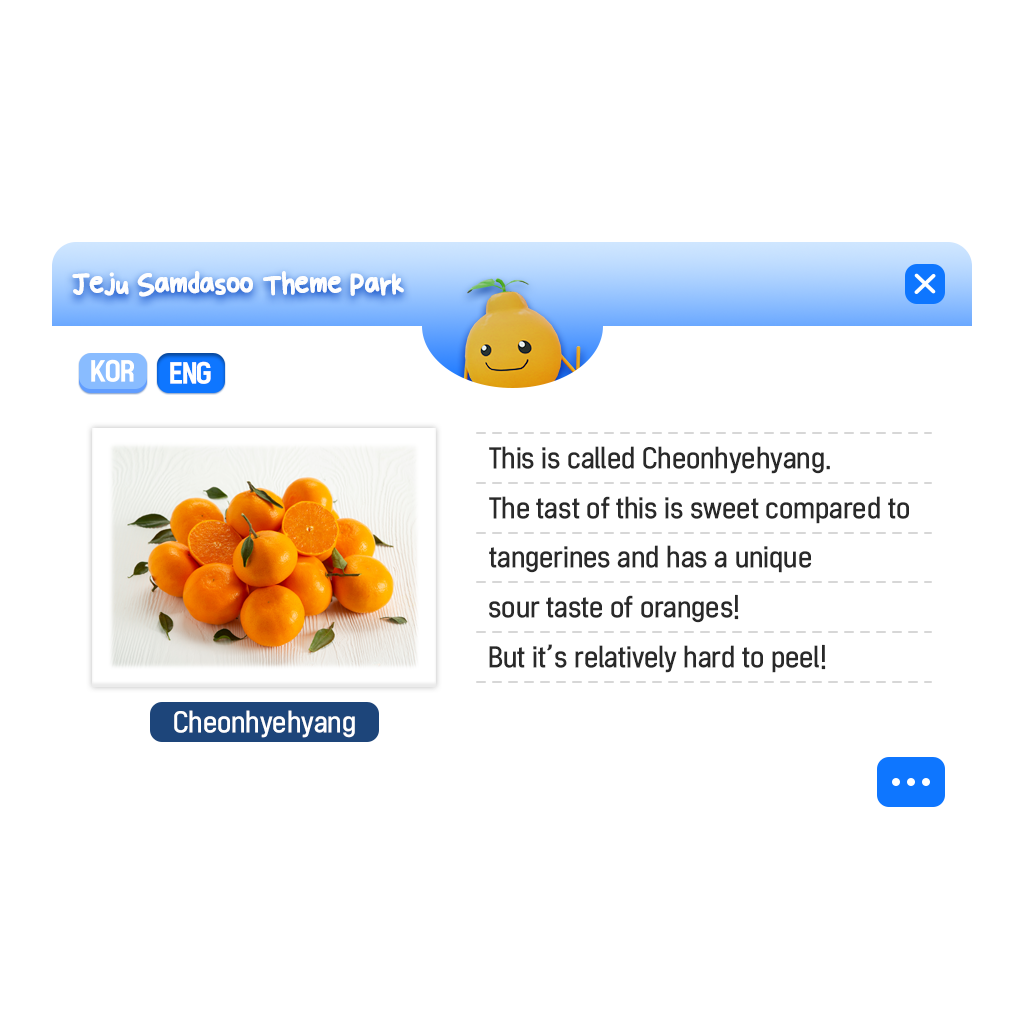 Jeju Samdasoo Theme Park
KOR ENG
This is called Cheonhyehyang.
The tast of this is sweet compared to
tangerines and has a unique
sour taste of oranges!
But it's relatively hard to peel!
Cheonhyehyang